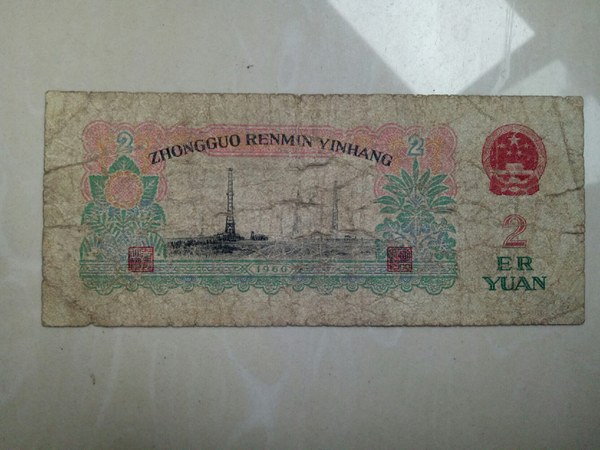 2
2
ZHONGGUO RENMIN YINHANG
1960
2
ER
YUAN